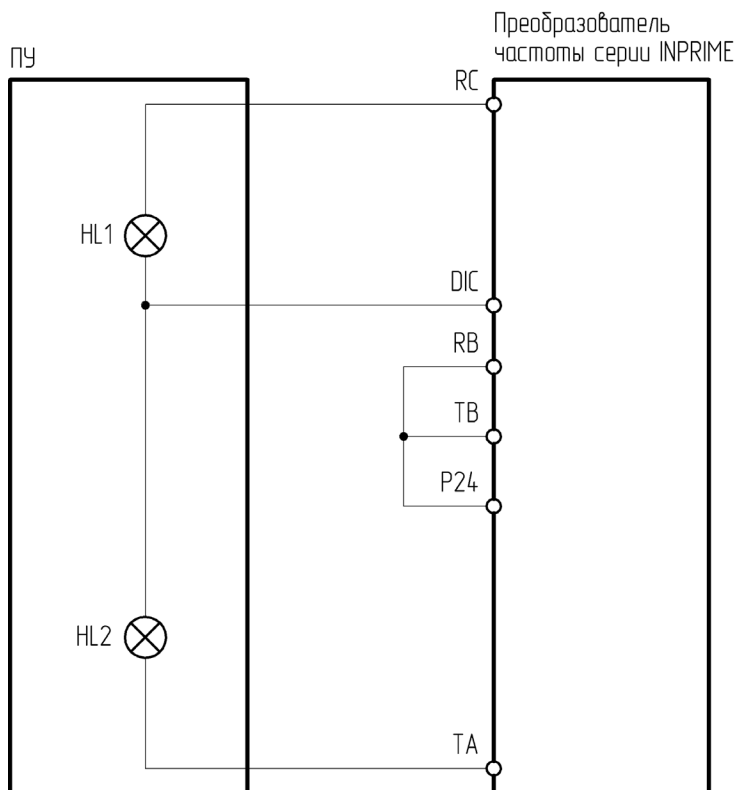 Преобразователь
частоты серии INPRIME
ПУ
RC
HL1
DIC
RB
TB
P24
HL2
TA